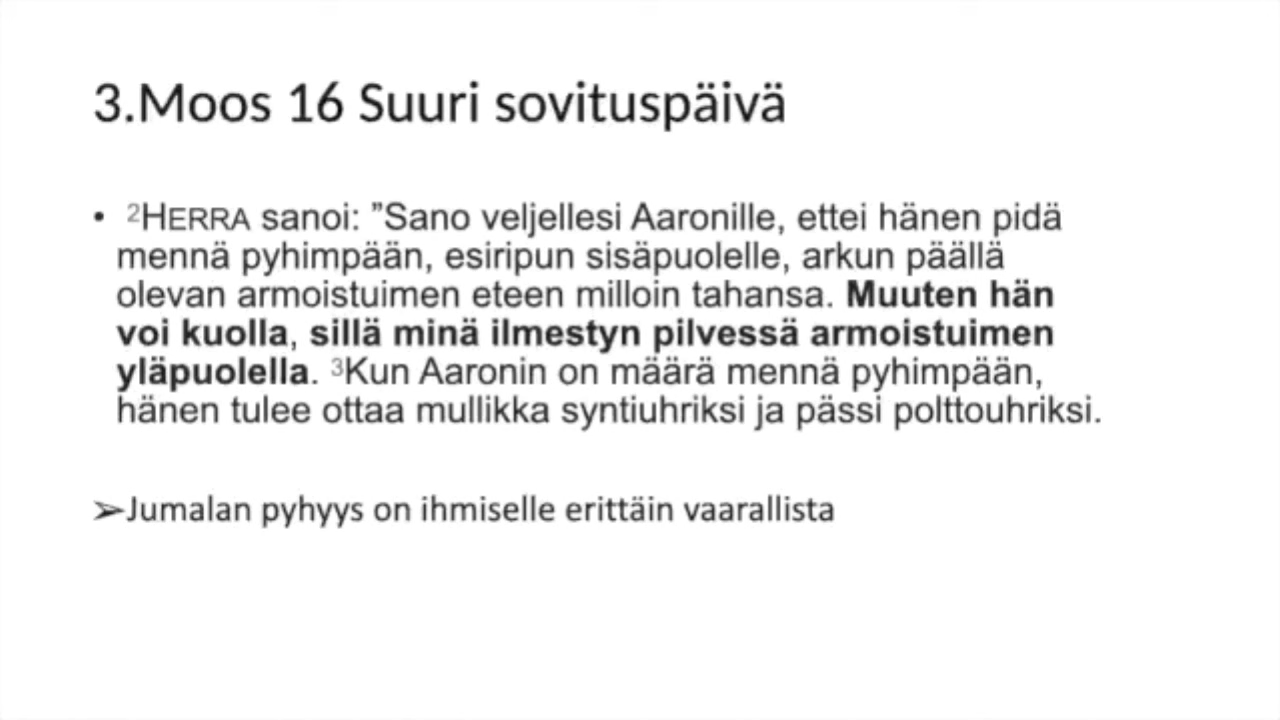 3.Moos 16 Suuri sovituspäivä
• ²HERRA sanoi: ”Sano veljellesi Aaronille, ettei hänen pidä
mennä pyhimpään, esiripun sisäpuolelle, arkun päällä
olevan armoistuimen eteen milloin tahansa. Muuten hän
voi kuolla, sillä minä ilmestyn pilvessä armoistuimen
yläpuolella. ³Kun Aaronin on määrä mennä pyhimpään,
hänen tulee ottaa mullikka syntiuhriksi ja pässi polttouhriksi.
➢Jumalan pyhyys on ihmiselle erittäin vaarallista